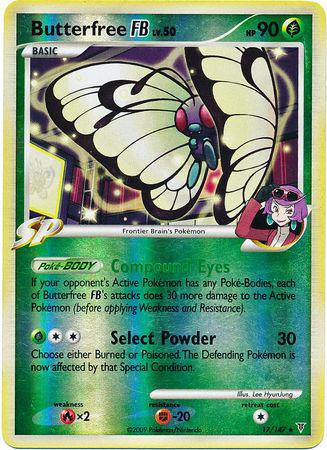 Butterfree FB LV.50 HP 90
BASIC
SP
Frontier Brain's Pokémon
Poké-BODY Compound Eyes
If your opponent's Active Pokémon has any Poké-Bodies, each
of Butterfree FB's attacks does 30 more damage to the Active
Pokémon (before applying Weakness and Resistance).
Select Powder 30
Choose either Burned or Poisoned. The Defending Pokémon is
now affected by that Special Condition.
weakness resistance retreat cost
×2 -20
Illus. Lee HyunJung
©2009 Pokémon/Nintendo 17/147 ★